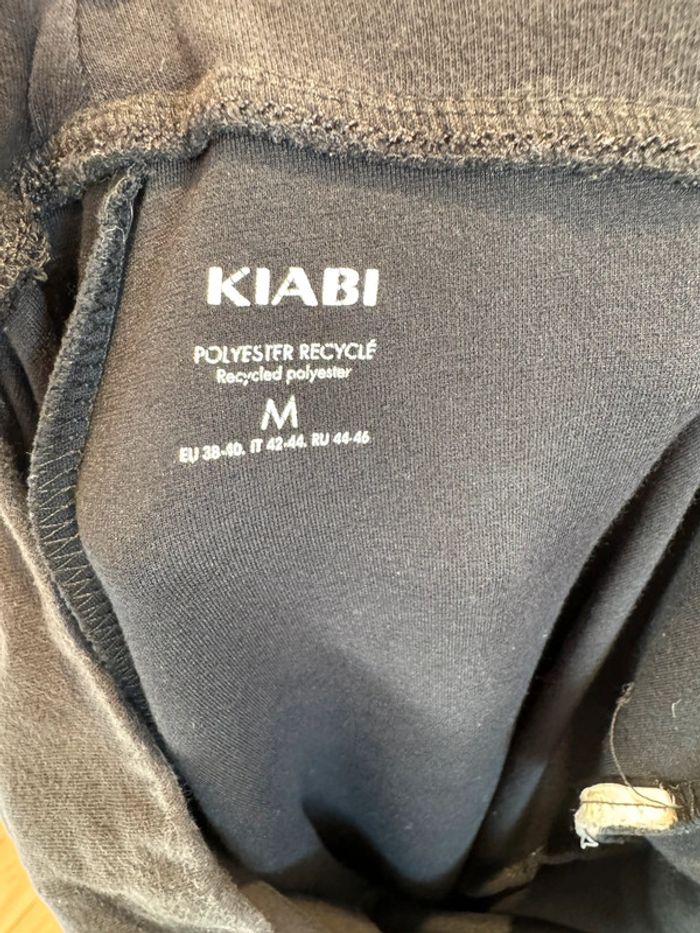 KIABI
POLYESTER RECYCLÉ
Recycled polyester
M
EU 38-40. IT 42-44. RU 44-46